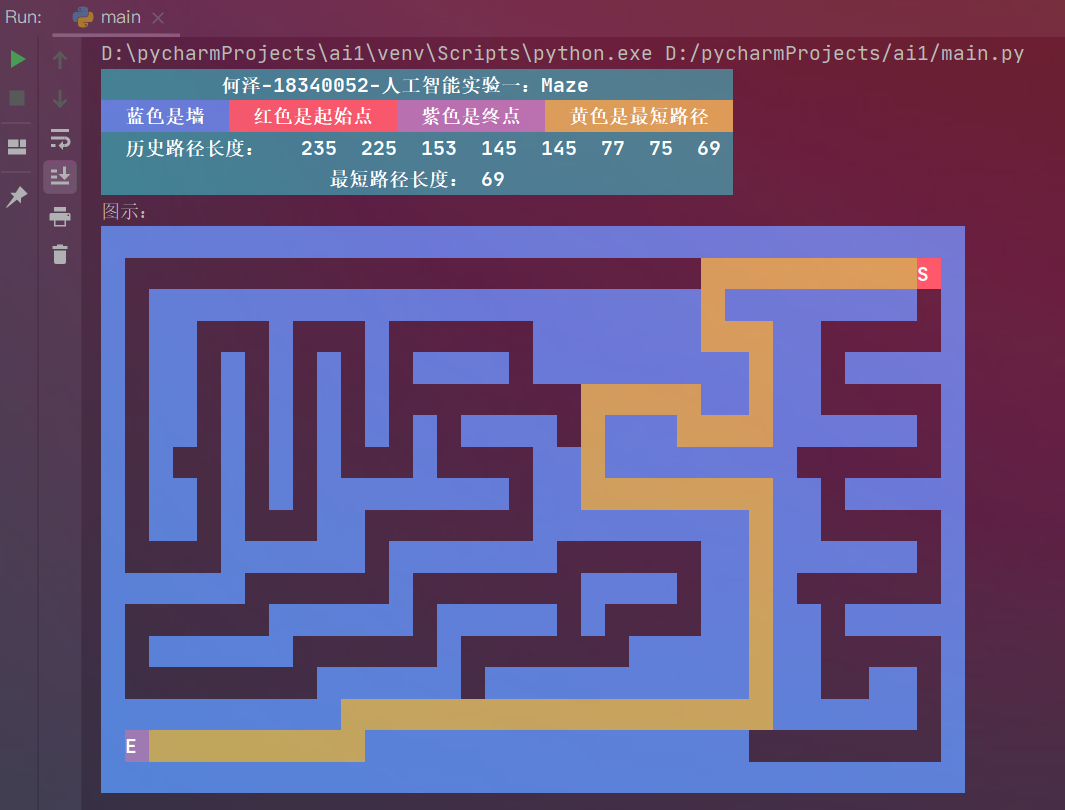 Run: main
D:\pycharmProjects\ai1\venv\Scripts\python.exe D:/pycharmProjects/ai1/main.py
何泽-18340052-人工智能实验一：Maze
蓝色是墙 红色是起始点 紫色是终点 黄色是最短路径
历史路径长度： 235 225 153 145 145 77 75 69
最短路径长度： 69
图示：
S
E